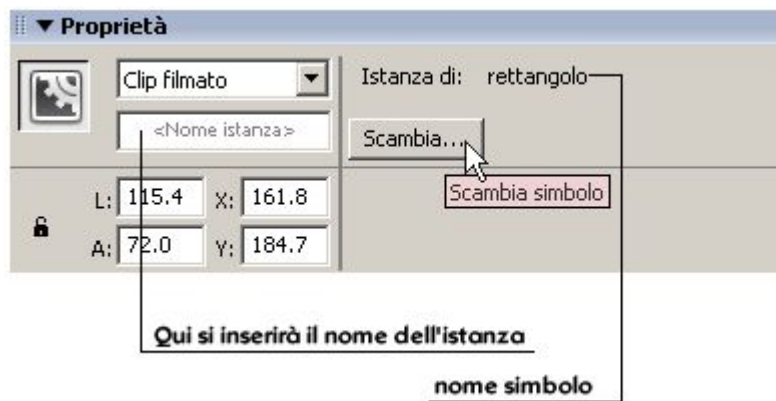 Proprietà
Clip filmato
Istanza di: rettangolo
<Nome istanza>
Scambia...
Scambia simbolo
L: 115.4 X: 161.8
A: 72.0 Y: 184.7
Qui si inserirà il nome dell'istanza
nome simbolo